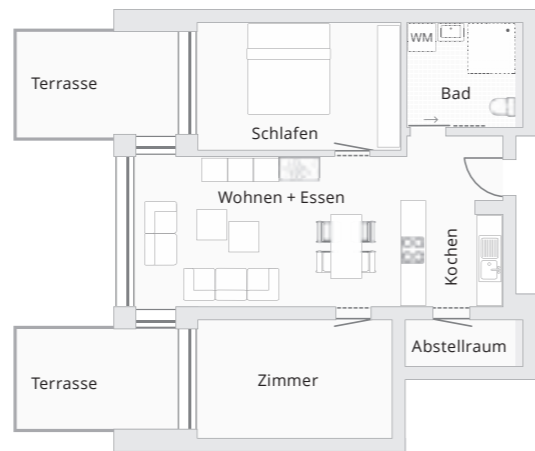 WM
Terrasse
Bad
Schlafen
Wohnen + Essen
Kochen
Abstellraum
Zimmer
Terrasse